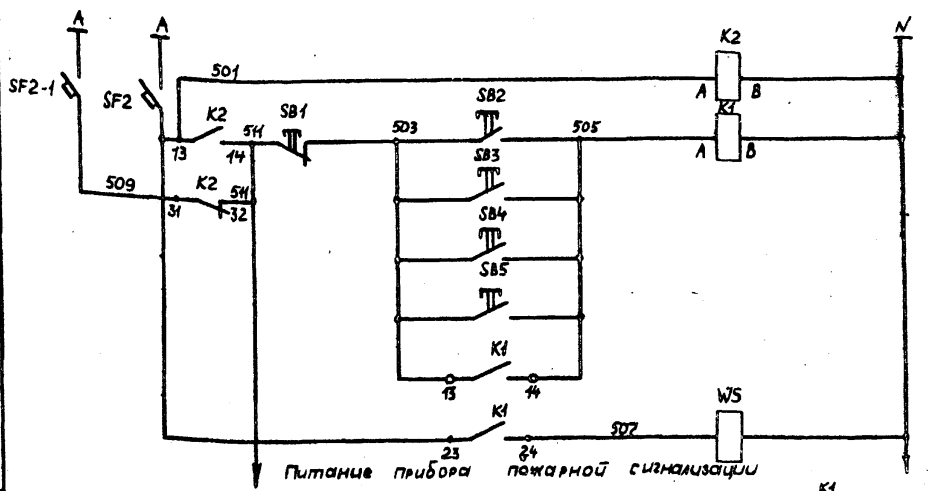 A A N
K2
501
SF2-1 SF2 A B
K2 SB1 SB2 K1
13 14 511 503 505 A B
SB3
509 K2 511
31 32
SB4
SB5
K1
13 14
K1 W5
23 24 507
Питание прибора пожарной сигнализации
K1